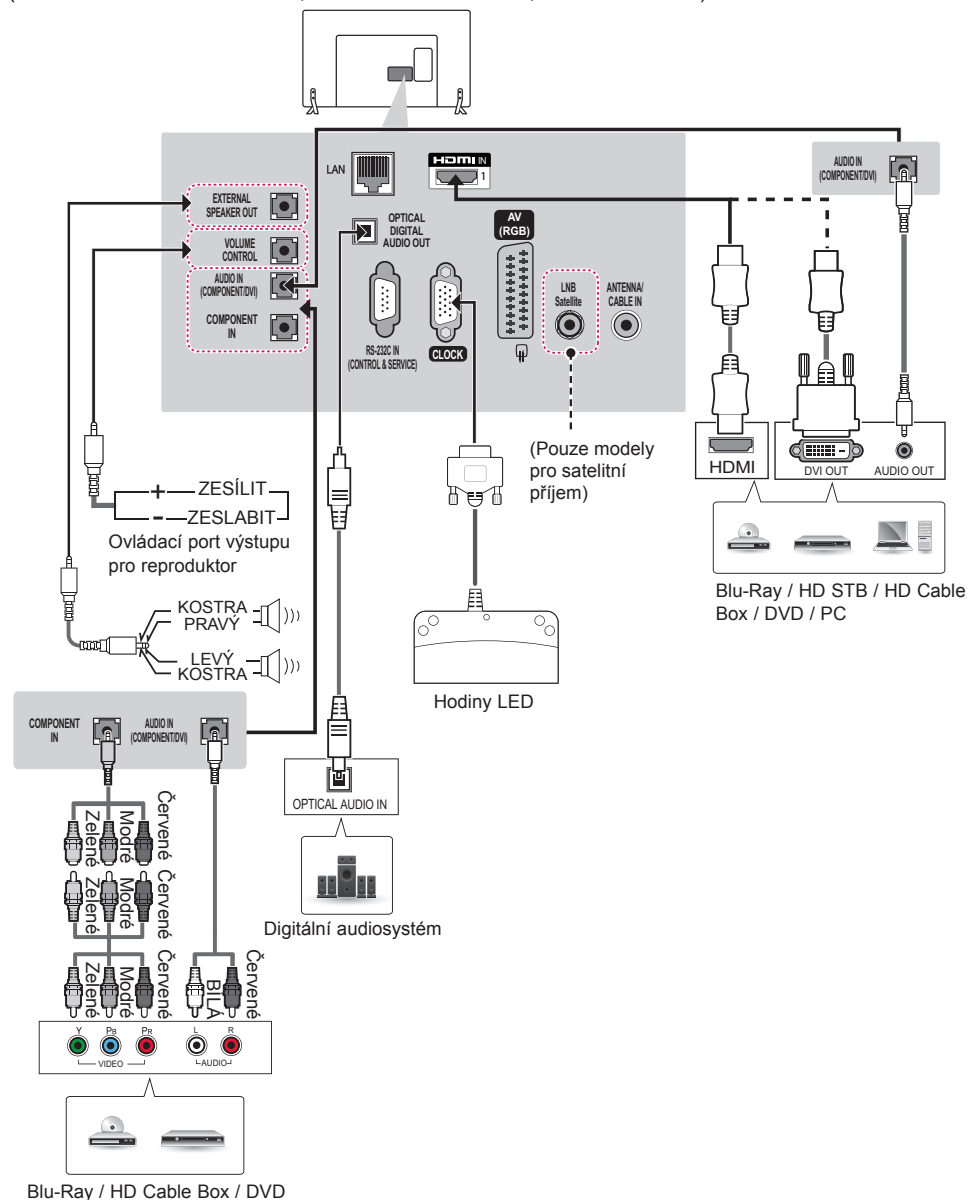 LAN
HDMI IN
1
EXTERNAL
SPEAKER OUT
VOLUME
CONTROL
AUDIO IN
(COMPONENT/DVI)
COMPONENT
IN
OPTICAL
DIGITAL
AUDIO OUT
RS-232C IN
(CONTROL & SERVICE)
CLOCK
AV
(RGB)
LNB
Satellite
ANTENNA/
CABLE IN
AUDIO IN
(COMPONENT/DVI)
(Pouze modely
pro satelitní
příjem)
HDMI
DVI OUT
AUDIO OUT
Blu-Ray / HD STB / HD Cable
Box / DVD / PC
+ ZESÍLIT
- ZESLABIT
Ovládací port výstupu
pro reproduktor
KOSTRA
PRAVÝ
LEVÝ
KOSTRA
Hodiny LED
COMPONENT
IN
AUDIO IN
(COMPONENT/DVI)
OPTICAL AUDIO IN
Digitální audiosystém
Zelené
Modré
Červené
Zelené
Modré
Červené
Zelené
Modré
Červené
BÍLÁ
Červené
Y PB PR
VIDEO
L R
AUDIO
Blu-Ray / HD Cable Box / DVD